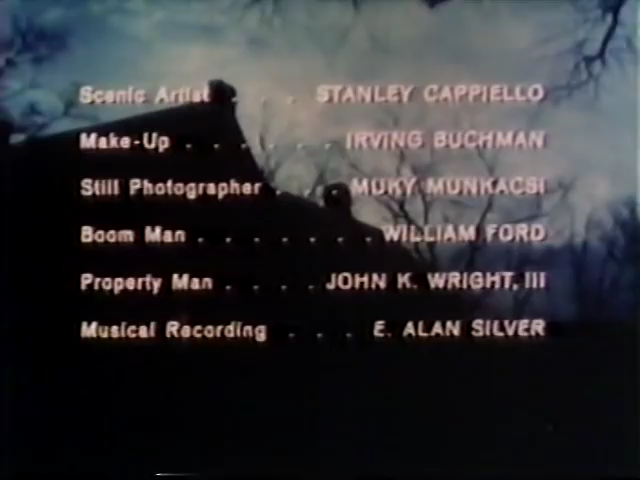 Scenic Artist . . . STANLEY CAPPIELLO
Make-Up . . . . . . IRVING BUCHMAN
Still Photographer . . . MUKY MUNKACSI
Boom Man . . . . . . . WILLIAM FORD
Property Man . . . . JOHN K. WRIGHT, III
Musical Recording . . . E. ALAN SILVER